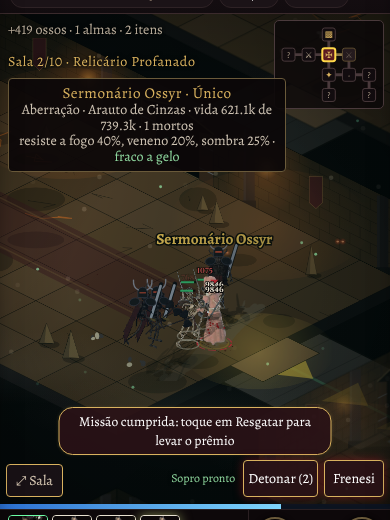 +419 ossos · 1 almas · 2 itens
Sala 2/10 · Relicário Profanado
Sermonário Ossyr · Único
Aberração · Arauto de Cinzas · vida 621.1k de
739.3k · 1 mortos
resiste a fogo 40%, veneno 20%, sombra 25% ·
fraco a gelo
Sermonário Ossyr
1075
9846
Missão cumprida: toque em Resgatar para
levar o prêmio
Sala
Sopro pronto
Detonar (2)
Frenesi